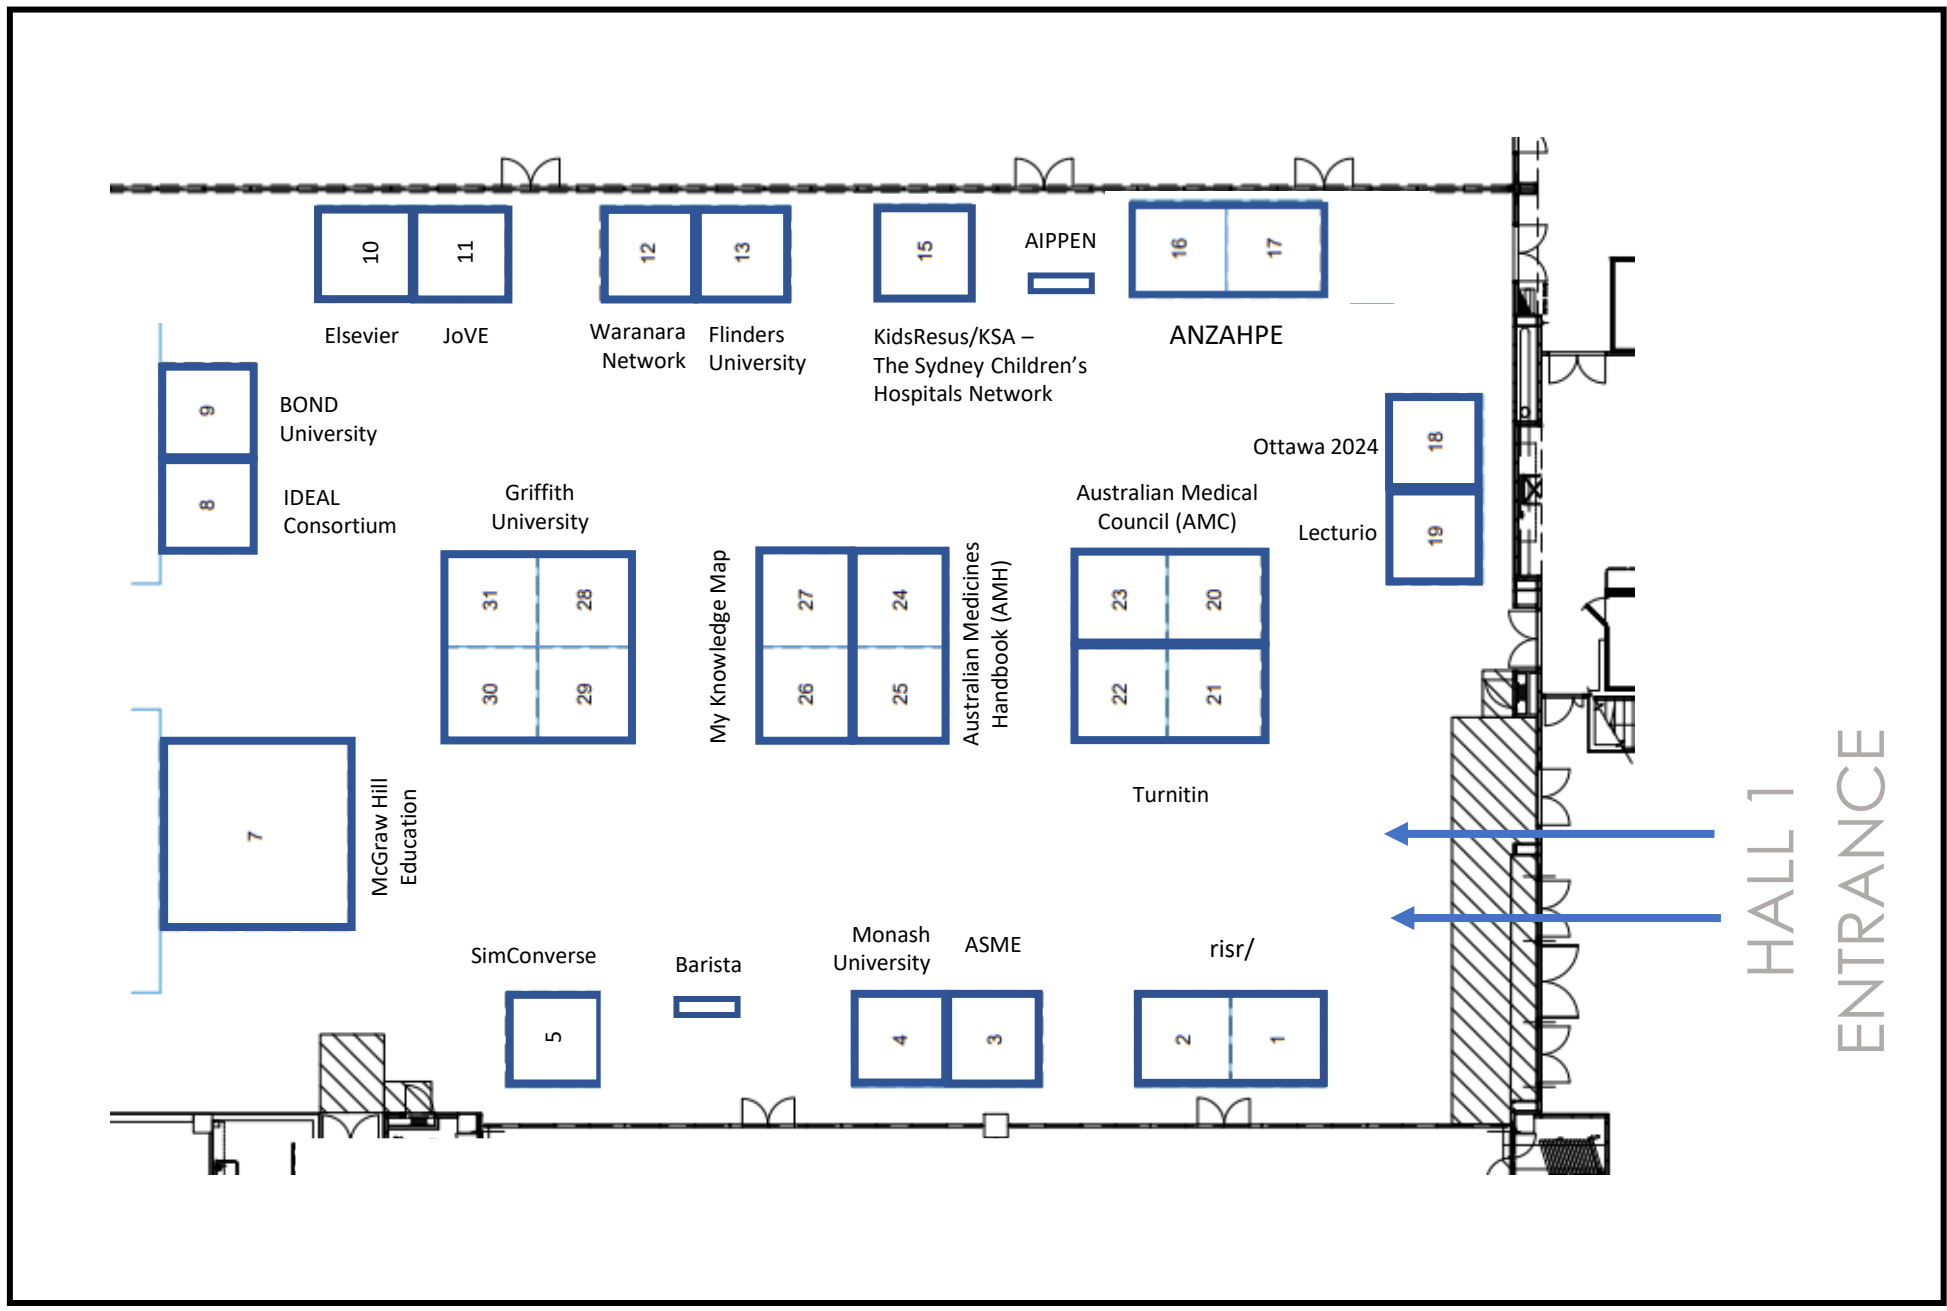 10
11
12
13
15
AIPPEN
16
17
Elsevier
JoVE
Waranara
Network
Flinders
University
KidsResus/KSA –
The Sydney Children’s
Hospitals Network
ANZAHPE
9
BOND
University
8
IDEAL
Consortium
Ottawa 2024
18
Lecturio
19
Griffith
University
31
28
30
29
My Knowledge Map
27
24
26
25
Australian Medicines
Handbook (AMH)
Australian Medical
Council (AMC)
23
20
22
21
Turnitin
7
McGraw Hill
Education
HALL 1
ENTRANCE
SimConverse
5
Barista
Monash
University
ASME
4
3
risr/
2
1